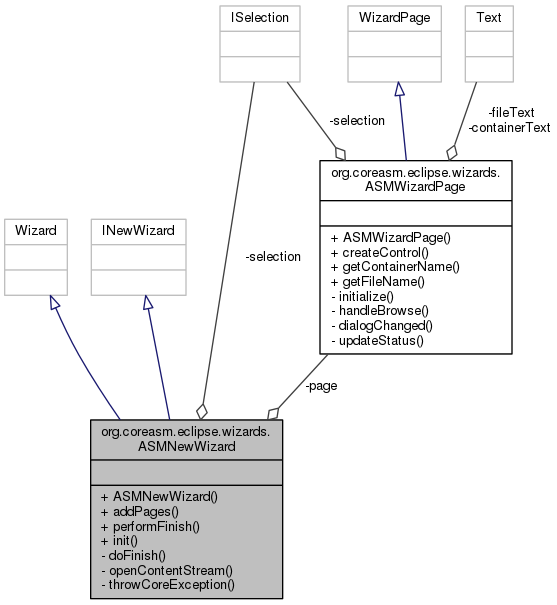 ISelection
WizardPage
Text
-fileText
-containerText
-selection
org.coreasm.eclipse.wizards.
ASMWizardPage
+ ASMWizardPage()
+ createControl()
+ getContainerName()
+ getFileName()
- initialize()
- handleBrowse()
- dialogChanged()
- updateStatus()
Wizard
INewWizard
-selection
-page
org.coreasm.eclipse.wizards.
ASMNewWizard
+ ASMNewWizard()
+ addPages()
+ performFinish()
+ init()
- doFinish()
- openContentStream()
- throwCoreException()